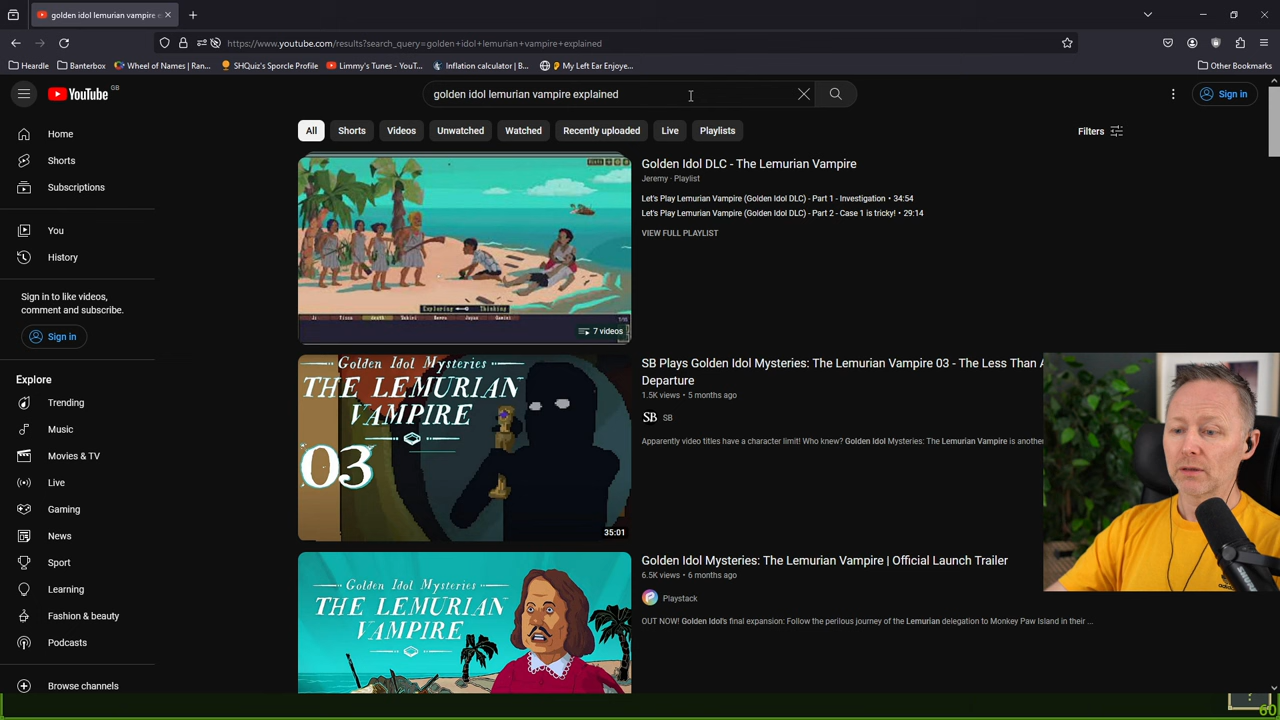 golden idol lemurian vampire e
https://www.youtube.com/results?search_query=golden+idol+lemurian+vampire+explained
Heardle
Banterbox
Wheel of Names | Ran...
SHQuiz's Sporcle Profile
Limmy's Tunes - YouT...
Inflation calculator | B...
My Left Ear Enjoye...
Other Bookmarks
YouTube GB
golden idol lemurian vampire explained
Sign in
All
Shorts
Videos
Unwatched
Watched
Recently uploaded
Live
Playlists
Filters
Home
Shorts
Subscriptions
You
History
Sign in to like videos,
comment and subscribe.
Sign in
Explore
Trending
Music
Movies & TV
Live
Gaming
News
Sport
Learning
Fashion & beauty
Podcasts
Browse channels
Exploring
Thinking
7 videos
Golden Idol DLC - The Lemurian Vampire
Jeremy · Playlist
Let's Play Lemurian Vampire (Golden Idol DLC) - Part 1 - Investigation · 34:54
Let's Play Lemurian Vampire (Golden Idol DLC) - Part 2 - Case 1 is tricky! · 29:14
VIEW FULL PLAYLIST
Golden Idol Mysteries:
THE LEMURIAN
VAMPIRE
03
35:01
SB Plays Golden Idol Mysteries: The Lemurian Vampire 03 - The Less Than
Departure
1.5K views · 5 months ago
SB SB
Apparently video titles have a character limit! Who knew? Golden Idol Mysteries: The Lemurian Vampire is another
Golden Idol Mysteries:
THE LEMURIAN
VAMPIRE
Golden Idol Mysteries: The Lemurian Vampire | Official Launch Trailer
6.5K views · 6 months ago
Playstack
OUT NOW! Golden Idol's final expansion: Follow the perilous journey of the Lemurian delegation to Monkey Paw Island in their ...
60